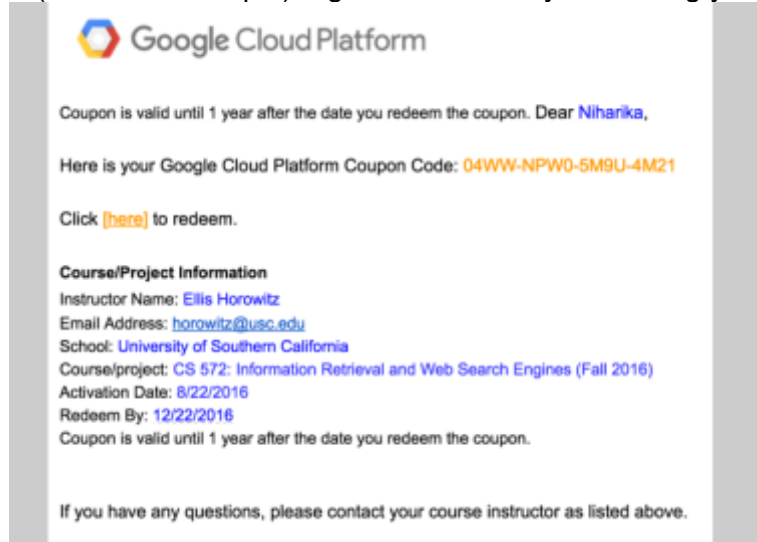 Google Cloud Platform
Coupon is valid until 1 year after the date you redeem the coupon. Dear Niharika,
Here is your Google Cloud Platform Coupon Code: 04WW-NPW0-5M9U-4M21
Click [here] to redeem.
Course/Project Information
Instructor Name: Ellis Horowitz
Email Address: horowitz@usc.edu
School: University of Southern California
Course/project: CS 572: Information Retrieval and Web Search Engines (Fall 2016)
Activation Date: 8/22/2016
Redeem By: 12/22/2016
Coupon is valid until 1 year after the date you redeem the coupon.
If you have any questions, please contact your course instructor as listed above.